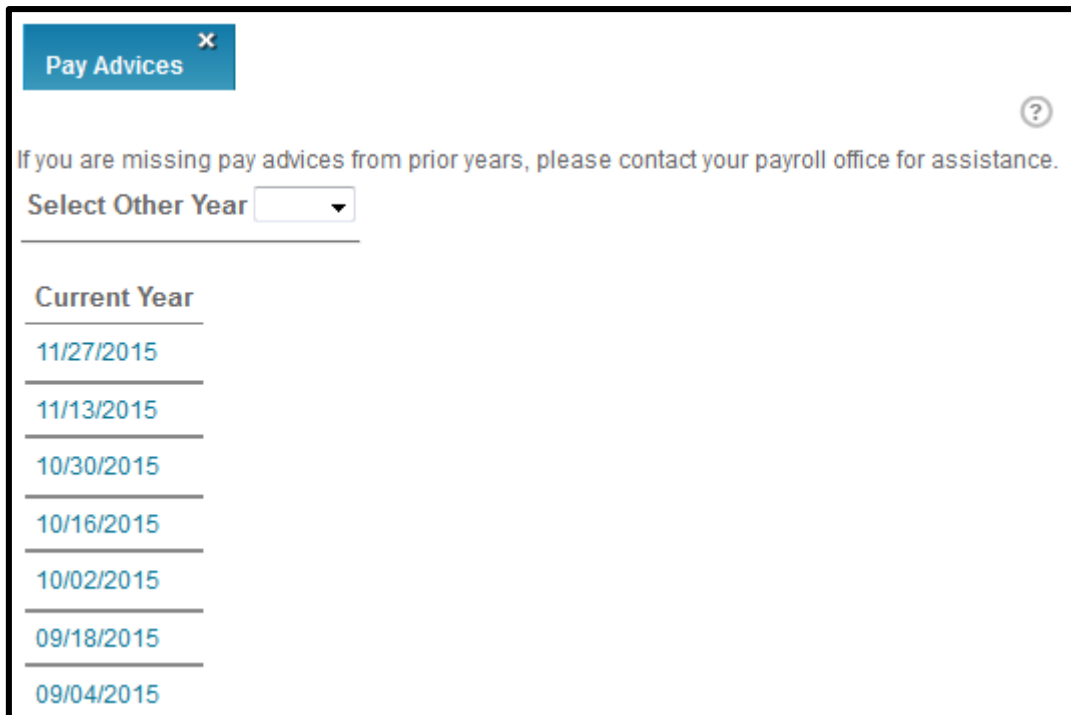 Pay Advices
If you are missing pay advices from prior years, please contact your payroll office for assistance.
Select Other Year
Current Year
11/27/2015
11/13/2015
10/30/2015
10/16/2015
10/02/2015
09/18/2015
09/04/2015